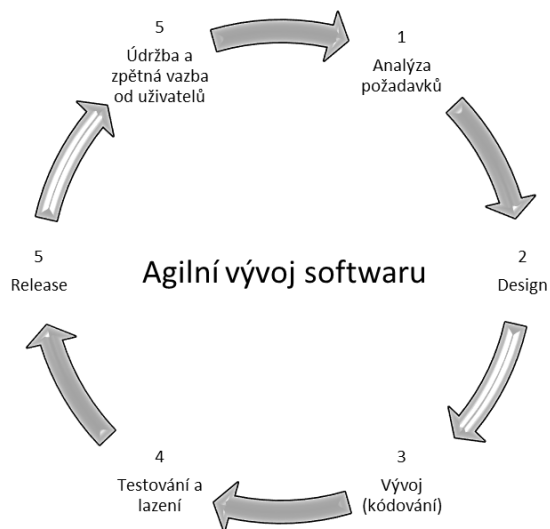 5
Údržba a
zpětná vazba
od uživatelů
1
Analýza
požadavků
2
Design
3
Vývoj
(kódování)
4
Testování a
lazení
5
Release
Agilní vývoj softwaru